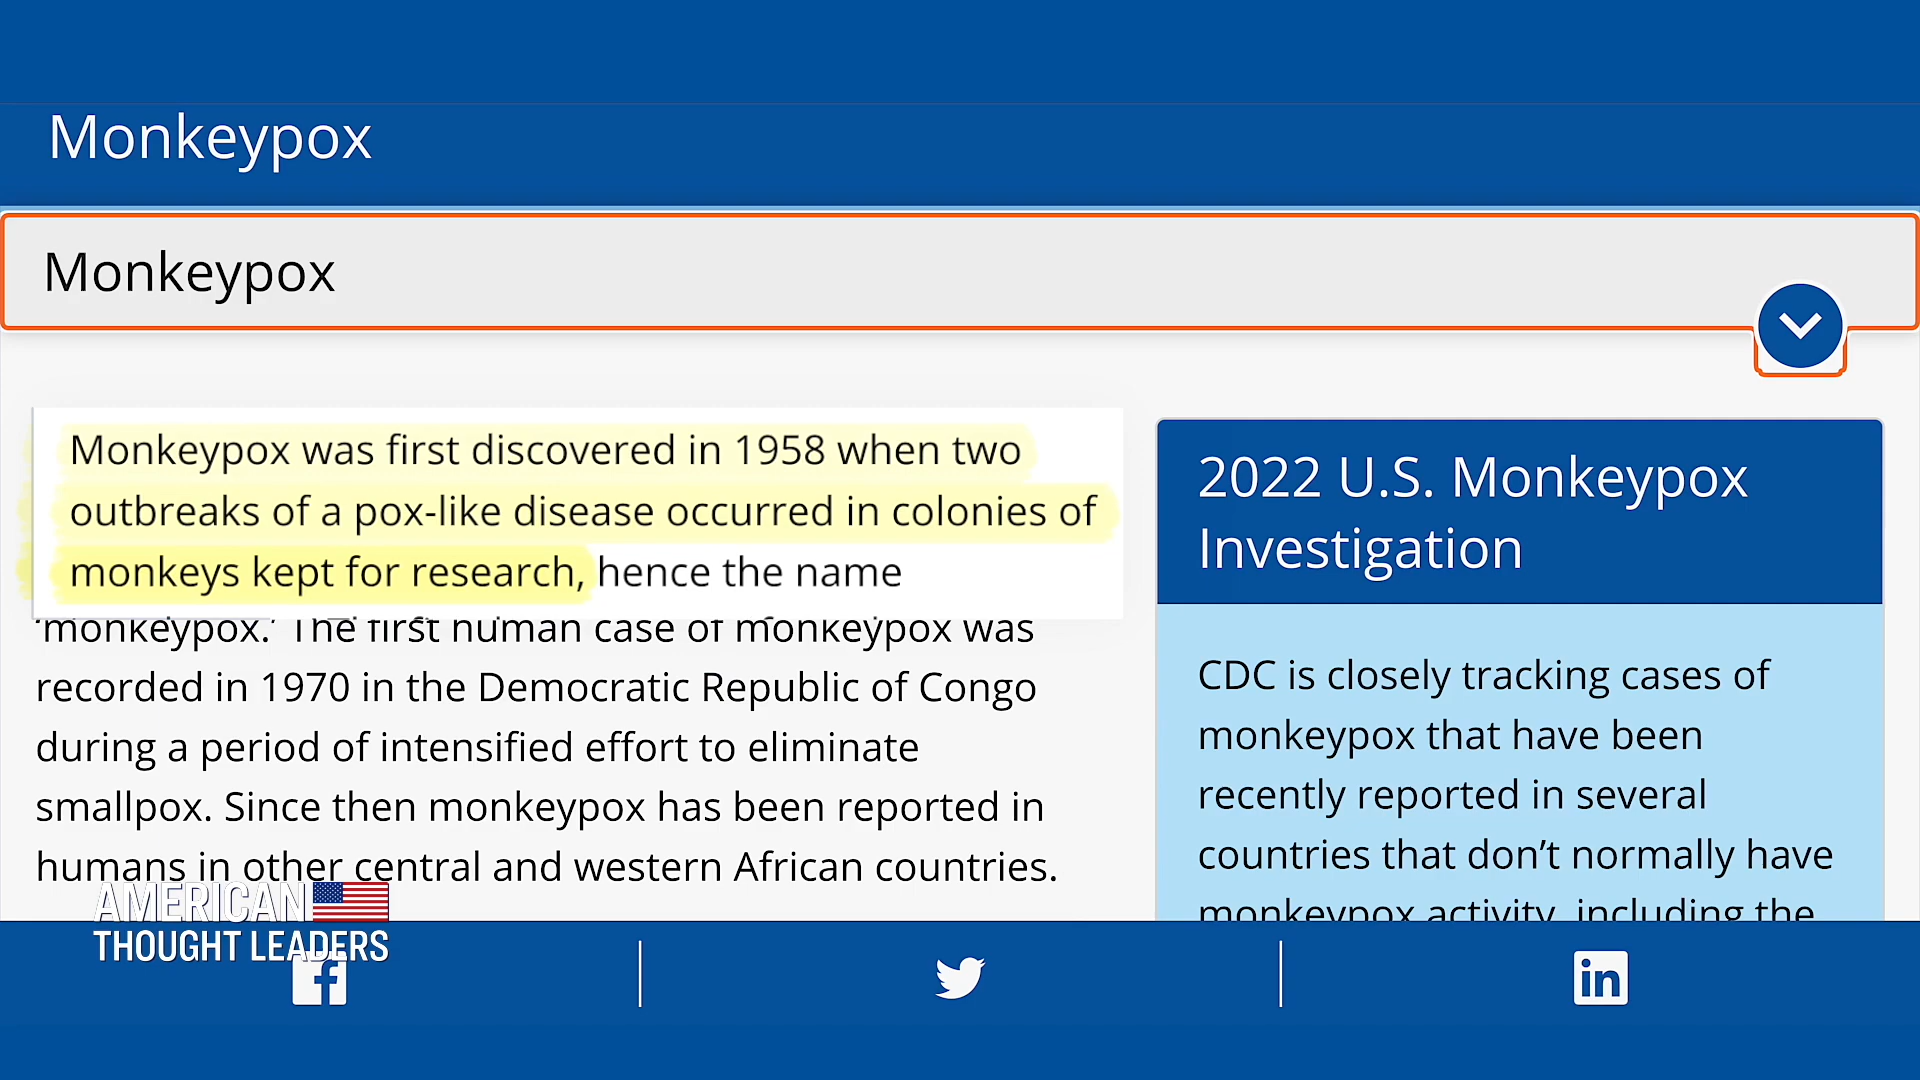 Monkeypox
Monkeypox
Monkeypox was first discovered in 1958 when two
outbreaks of a pox-like disease occurred in colonies of
monkeys kept for research, hence the name
‘monkeypox.’ The first human case of monkeypox was
recorded in 1970 in the Democratic Republic of Congo
during a period of intensified effort to eliminate
smallpox. Since then monkeypox has been reported in
humans in other central and western African countries.
2022 U.S. Monkeypox
Investigation
CDC is closely tracking cases of
monkeypox that have been
recently reported in several
countries that don’t normally have
monkeypox activity, including the
AMERICAN
THOUGHT LEADERS